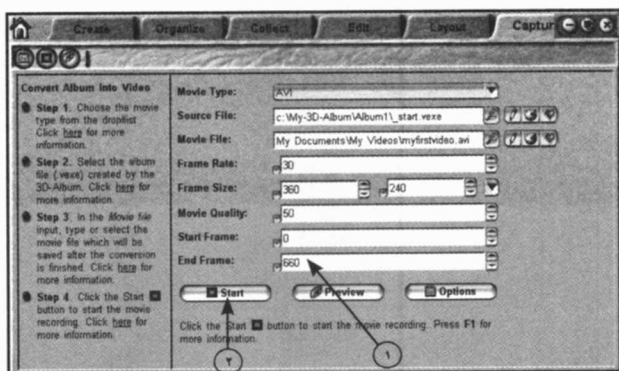 Create Organize Collect Edit Layout Captur
Convert Album Into Video
Step 1. Choose the movie
type from the droplist
Click here for more
information.
Step 2. Select the album
file (.vexe) created by the
3D-Album. Click here for
more information.
Step 3. In the Movie file
input, type or select the
movie file which will be
saved after the conversion
is finished. Click here for
more information.
Step 4. Click the Start
button to start the movie
recording. Click here for
more information.
Movie Type: AVI
Source File: c:\My-3D-Album\Album1\_start.vexe
Movie File: My Documents\My Videos\myfirstvideo.avi
Frame Rate: 30
Frame Size: 360 240
Movie Quality: 50
Start Frame: 0
End Frame: 660
Start Preview Options
Click the Start button to start the movie recording. Press F1 for
more information.
۲ ۱